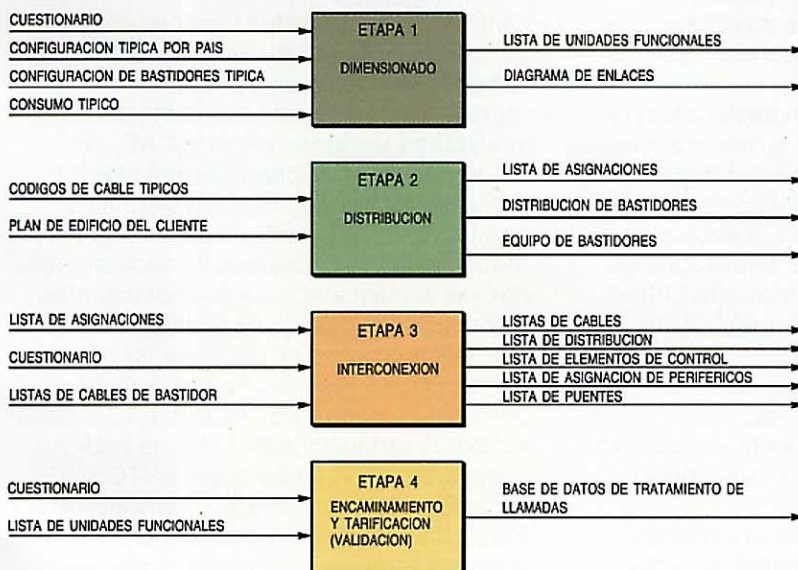 CUESTIONARIO
CONFIGURACION TIPICA POR PAIS
CONFIGURACION DE BASTIDORES TIPICA
CONSUMO TIPICO
ETAPA 1
DIMENSIONADO
LISTA DE UNIDADES FUNCIONALES
DIAGRAMA DE ENLACES
CODIGOS DE CABLE TIPICOS
PLAN DE EDIFICIO DEL CLIENTE
ETAPA 2
DISTRIBUCION
LISTA DE ASIGNACIONES
DISTRIBUCION DE BASTIDORES
EQUIPO DE BASTIDORES
LISTA DE ASIGNACIONES
CUESTIONARIO
LISTAS DE CABLES DE BASTIDOR
ETAPA 3
INTERCONEXION
LISTAS DE CABLES
LISTA DE DISTRIBUCION
LISTA DE ELEMENTOS DE CONTROL
LISTA DE ASIGNACION DE PERIFERICOS
LISTA DE PUENTES
CUESTIONARIO
LISTA DE UNIDADES FUNCIONALES
ETAPA 4
ENCAMINAMIENTO
Y TARIFICACION
(VALIDACION)
BASE DE DATOS DE TRATAMIENTO DE
LLAMADAS